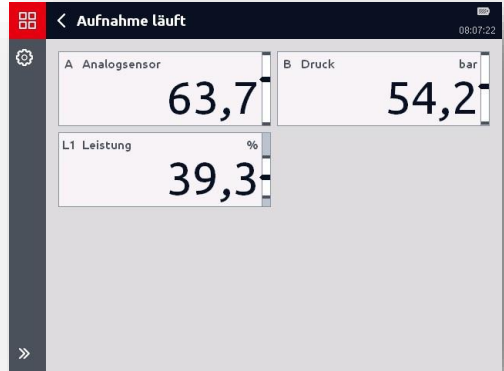 Aufnahme läuft
08:07:22
A Analogsensor
63,7
B Druck bar
54,2
L1 Leistung %
39,3